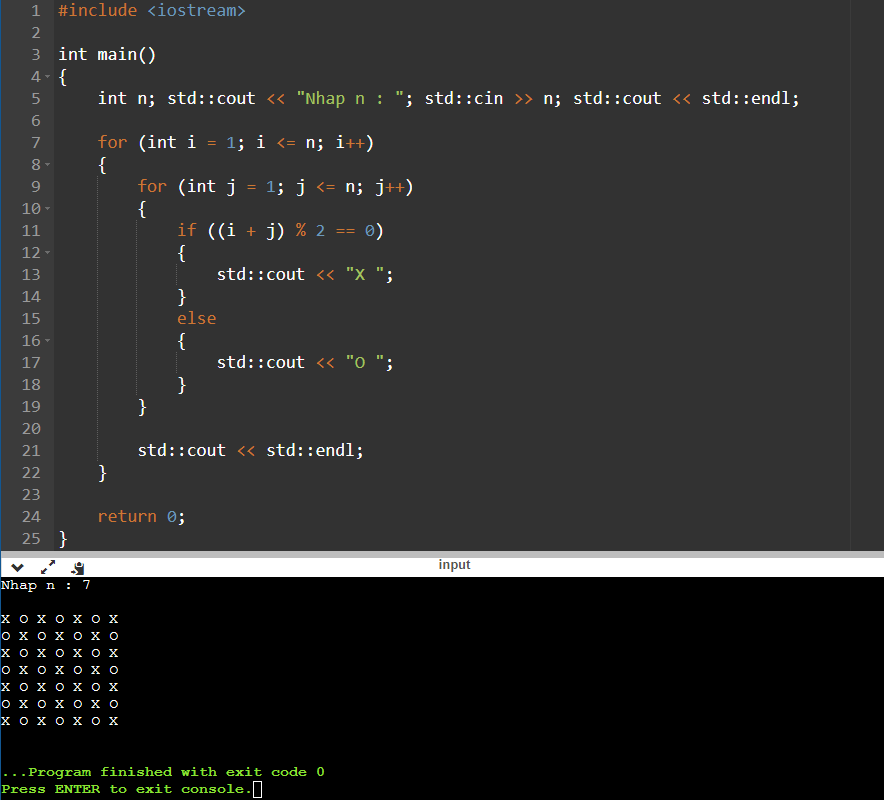 1 #include <iostream>
2
3 int main()
4 {
5     int n; std::cout << "Nhap n : "; std::cin >> n; std::cout << std::endl;
6
7     for (int i = 1; i <= n; i++)
8     {
9         for (int j = 1; j <= n; j++)
10         {
11             if ((i + j) % 2 == 0)
12             {
13                 std::cout << "X ";
14             }
15             else
16             {
17                 std::cout << "O ";
18             }
19         }
20
21         std::cout << std::endl;
22     }
23
24     return 0;
25 }
input
Nhap n : 7
X O X O X O X
O X O X O X O
X O X O X O X
O X O X O X O
X O X O X O X
O X O X O X O
X O X O X O X
...Program finished with exit code 0
Press ENTER to exit console.